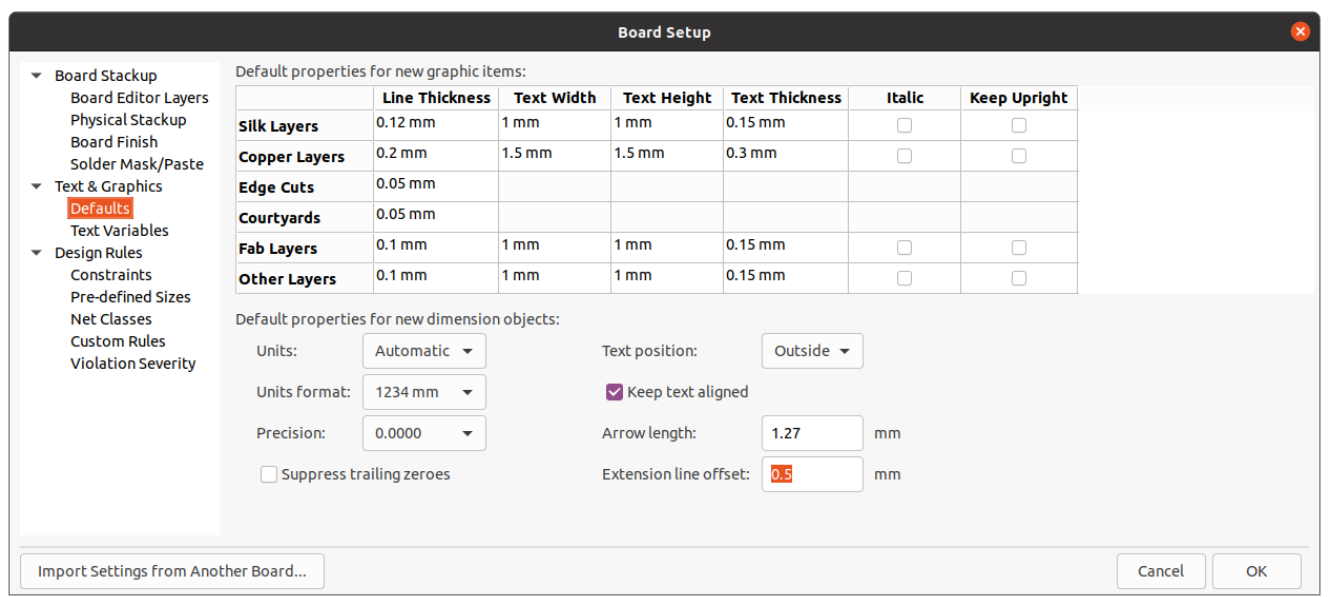 Board Setup
Board Stackup
Board Editor Layers
Physical Stackup
Board Finish
Solder Mask/Paste
Text & Graphics
Defaults
Text Variables
Design Rules
Constraints
Pre-defined Sizes
Net Classes
Custom Rules
Violation Severity
Default properties for new graphic items:
Line Thickness Text Width Text Height Text Thickness Italic Keep Upright
Silk Layers 0.12 mm 1 mm 1 mm 0.15 mm
Copper Layers 0.2 mm 1.5 mm 1.5 mm 0.3 mm
Edge Cuts 0.05 mm
Courtyards 0.05 mm
Fab Layers 0.1 mm 1 mm 1 mm 0.15 mm
Other Layers 0.1 mm 1 mm 1 mm 0.15 mm
Default properties for new dimension objects:
Units: Automatic Text position: Outside
Units format: 1234 mm Keep text aligned
Precision: 0.0000 Arrow length: 1.27 mm
Suppress trailing zeroes Extension line offset: 0.5 mm
Import Settings from Another Board... Cancel OK